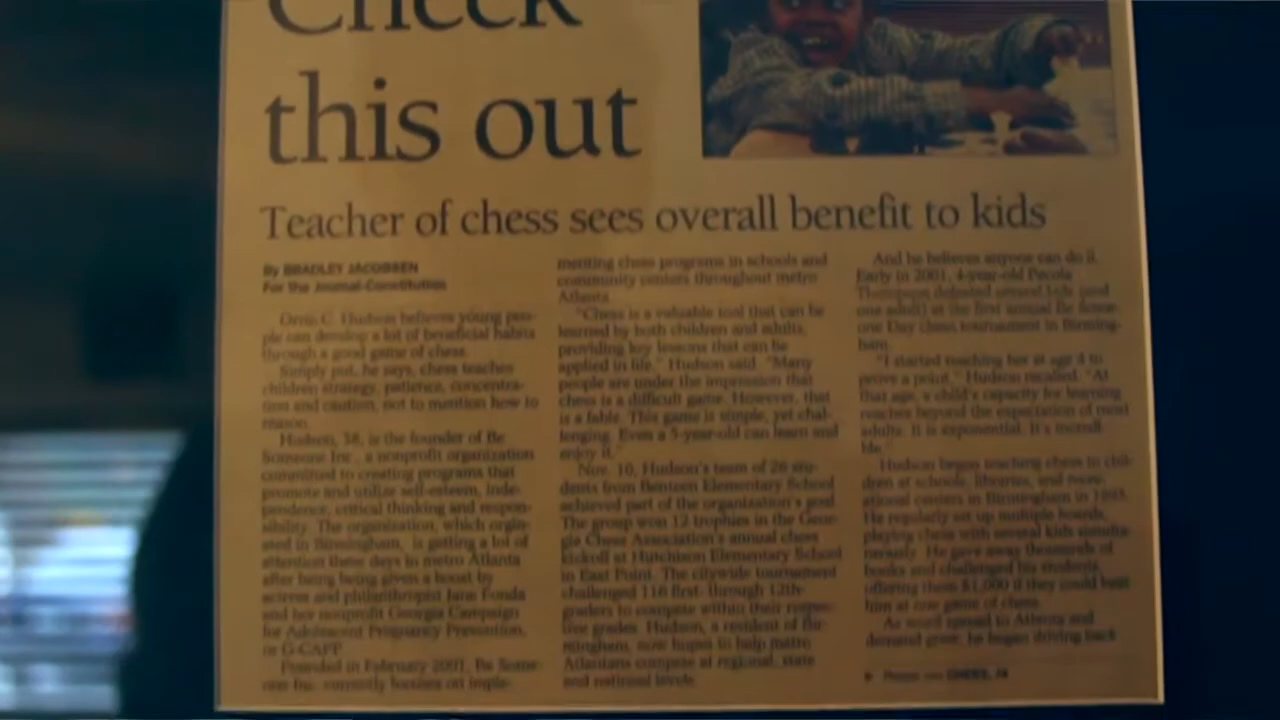 Check
this out
Teacher of chess sees overall benefit to kids
By BRADLEY JACOBSEN
For the Journal-Constitution
Orrin C. Hudson believes young peo-
ple can develop a lot of beneficial habits
through a good game of chess.
Simply put, he says, chess teaches
children strategy, patience, concentra-
tion and caution, not to mention how to
reason.
Hudson, 38, is the founder of Be
Someone Inc., a nonprofit organization
committed to creating programs that
promote and utilize self-esteem, inde-
pendence, critical thinking and respon-
sibility. The organization, which origin-
ated in Birmingham, is getting a lot of
attention these days in metro Atlanta
after being being given a boost by
actress and philanthropist Jane Fonda
and her nonprofit Georgia Campaign
for Adolescent Pregnancy Prevention,
or G-CAPP.
Founded in February 2001, Be Some-
one Inc. currently focuses on imple-
menting chess programs in schools and
community centers throughout metro
Atlanta.
"Chess is a valuable tool that can be
learned by both children and adults,
providing key lessons that can be
applied in life," Hudson said. "Many
people are under the impression that
chess is a difficult game. However, that
is a fable. This game is simple, yet chal-
lenging. Even a 5-year-old can learn and
enjoy it."
Nov. 10, Hudson's team of 26 stu-
dents from Benteen Elementary School
achieved part of the organization's goal.
The group won 12 trophies in the Geor-
gia Chess Association's annual chess
kickoff at Hutchison Elementary School
in East Point. The citywide tournament
challenged 116 first- through 12th-
graders to compete within their respec-
tive grades. Hudson, a resident of Bir-
mingham, now hopes to help metro
Atlantans compete at regional, state
and national levels.
And he believes anyone can do it.
Early in 2001, 4-year-old Pecola
Thompson defeated several kids (and
one adult) at the first annual Be Some-
one Day chess tournament in Birming-
ham.
"I started teaching her at age 3 to
prove a point," Hudson recalled. "At
that age, a child's capacity for learning
reaches beyond the expectation of most
adults. It is exponential. It's incredi-
ble."
Hudson began teaching chess to chil-
dren at schools, libraries, and recre-
ational centers in Birmingham in
He regularly set up multiple boards,
playing chess with several kids simulta-
neously. He gave away thousands of
books and challenged his students,
offering them $1,000 if they could beat
him at one game of chess.
As word spread to Atlanta and
demand grew, he began driving back
Please see CHESS,